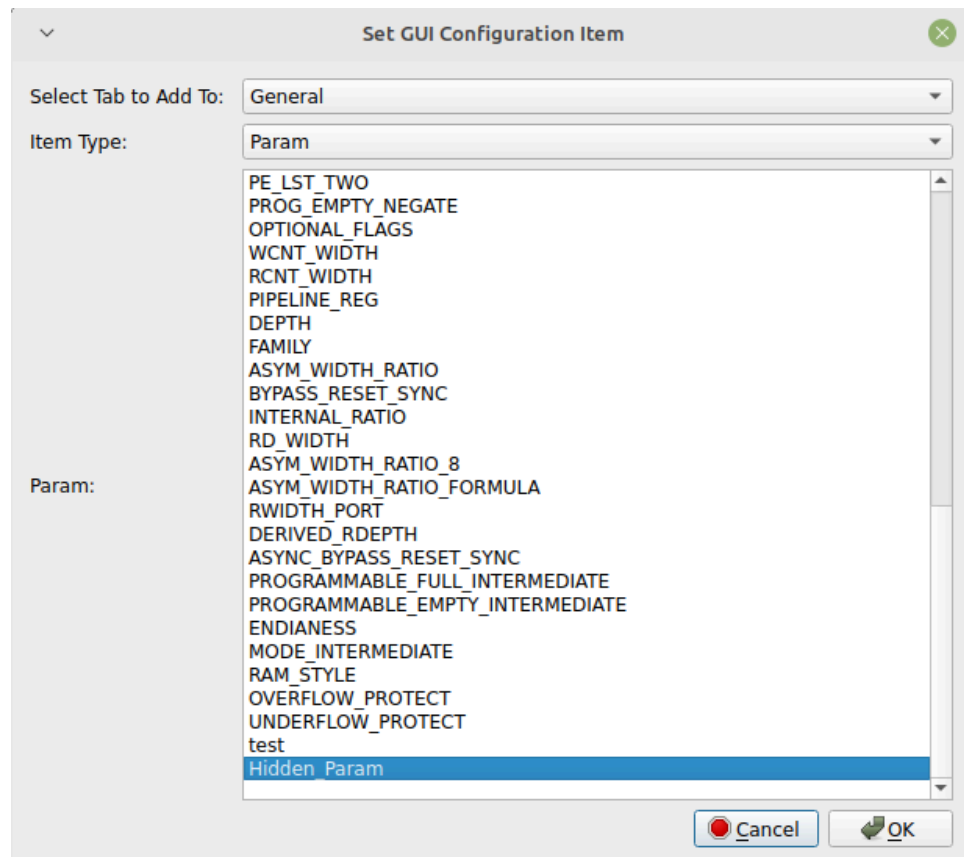 Set GUI Configuration Item
Select Tab to Add To: General
Item Type: Param
PE_LST_TWO
PROG_EMPTY_NEGATE
OPTIONAL_FLAGS
WCNT_WIDTH
RCNT_WIDTH
PIPELINE_REG
DEPTH
FAMILY
ASYM_WIDTH_RATIO
BYPASS_RESET_SYNC
INTERNAL_RATIO
RD_WIDTH
ASYM_WIDTH_RATIO_8
Param: ASYM_WIDTH_RATIO_FORMULA
RWIDTH_PORT
DERIVED_RDEPTH
ASYNC_BYPASS_RESET_SYNC
PROGRAMMABLE_FULL_INTERMEDIATE
PROGRAMMABLE_EMPTY_INTERMEDIATE
ENDIANESS
MODE_INTERMEDIATE
RAM_STYLE
OVERFLOW_PROTECT
UNDERFLOW_PROTECT
test
Hidden_Param
Cancel OK